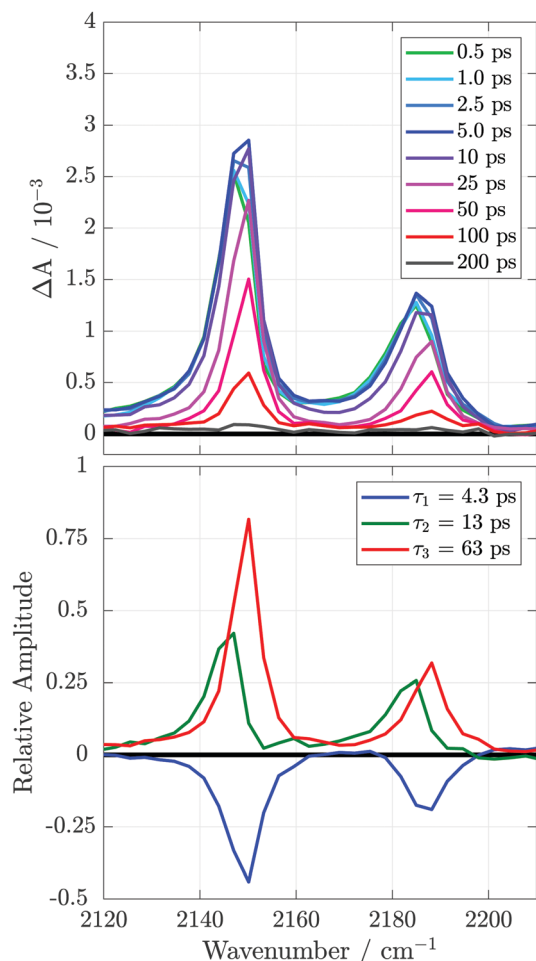 4
3.5
3
2.5
2
1.5
1
0.5
0
ΔA / 10⁻³
0.5 ps
1.0 ps
2.5 ps
5.0 ps
10 ps
25 ps
50 ps
100 ps
200 ps
1
0.75
0.5
0.25
0
-0.25
-0.5
Relative Amplitude
τ₁ = 4.3 ps
τ₂ = 13 ps
τ₃ = 63 ps
2120 2140 2160 2180 2200
Wavenumber / cm⁻¹